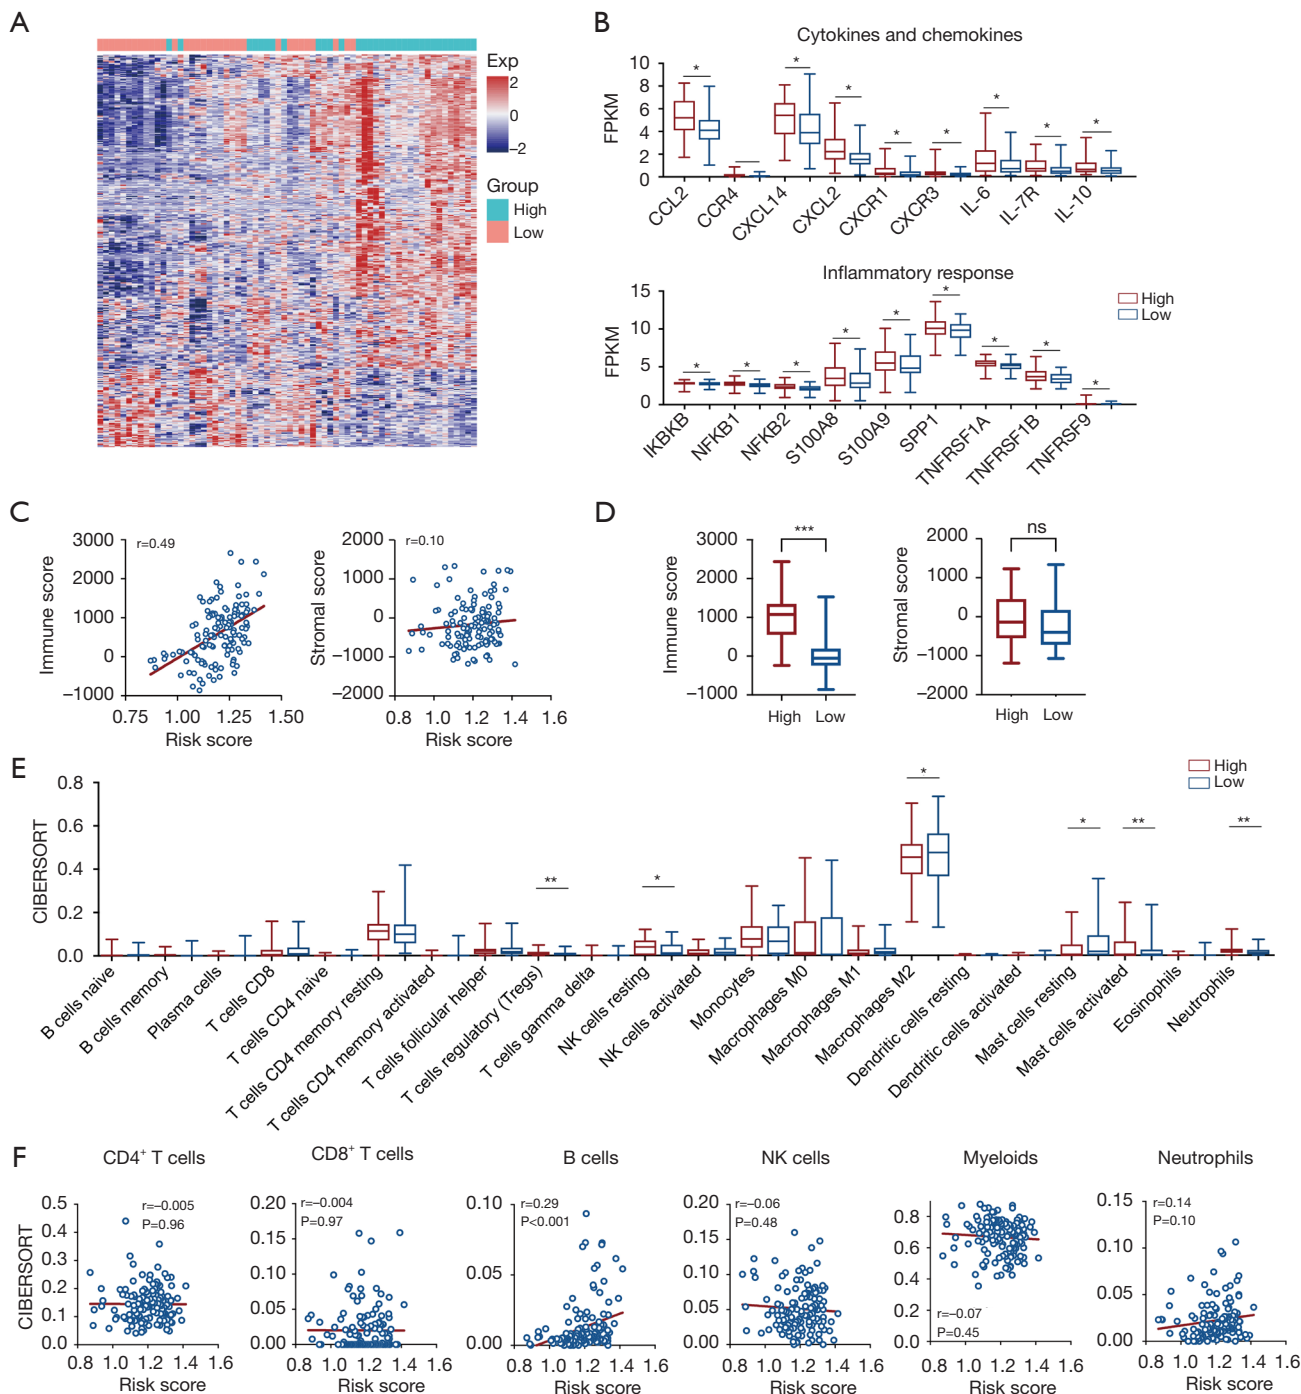 A
Exp
2
0
−2
Group
High
Low
B
Cytokines and chemokines
FPKM
10
8
6
4
2
0
* * * * * * * *
CCL2
CCR4
CXCL14
CXCL2
CXCR1
CXCR3
IL-6
IL-7R
IL-10
Inflammatory response
High
Low
FPKM
15
10
5
0
* * * * * * * * *
IKBKB
NFKB1
NFKB2
S100A8
S100A9
SPP1
TNFRSF1A
TNFRSF1B
TNFRSF9
C
Immune score
3000
2000
1000
0
−1000
r=0.49
0.75 1.00 1.25 1.50
Risk score
Stromal score
2000
1000
0
−1000
−2000
r=0.10
0.8 1.0 1.2 1.4 1.6
Risk score
D
Immune score
3000
2000
1000
0
−1000
***
High Low
Stromal score
2000
1000
0
−1000
−2000
ns
High Low
E
High
Low
CIBERSORT
0.8
0.6
0.4
0.2
0.0
** * * * ** **
B cells naive
B cells memory
Plasma cells
T cells CD8
T cells CD4 naive
T cells CD4 memory resting
T cells CD4 memory activated
T cells follicular helper
T cells regulatory (Tregs)
T cells gamma delta
NK cells resting
NK cells activated
Monocytes
Macrophages M0
Macrophages M1
Macrophages M2
Dendritic cells resting
Dendritic cells activated
Mast cells resting
Mast cells activated
Eosinophils
Neutrophils
F
CIBERSORT
CD4+ T cells
r=−0.005
P=0.96
0.5
0.4
0.3
0.2
0.1
0.0
0.8 1.0 1.2 1.4 1.6
Risk score
CD8+ T cells
r=−0.004
P=0.97
0.20
0.15
0.10
0.05
0.00
0.8 1.0 1.2 1.4 1.6
Risk score
B cells
r=0.29
P<0.001
0.10
0.05
0.00
0.8 1.0 1.2 1.4 1.6
Risk score
NK cells
r=−0.06
P=0.48
0.20
0.15
0.10
0.05
0.00
0.8 1.0 1.2 1.4 1.6
Risk score
Myeloids
0.8
0.6
0.4
0.2
0.0
r=−0.07
P=0.45
0.8 1.0 1.2 1.4 1.6
Risk score
Neutrophils
r=0.14
P=0.10
0.15
0.10
0.05
0.00
0.8 1.0 1.2 1.4 1.6
Risk score